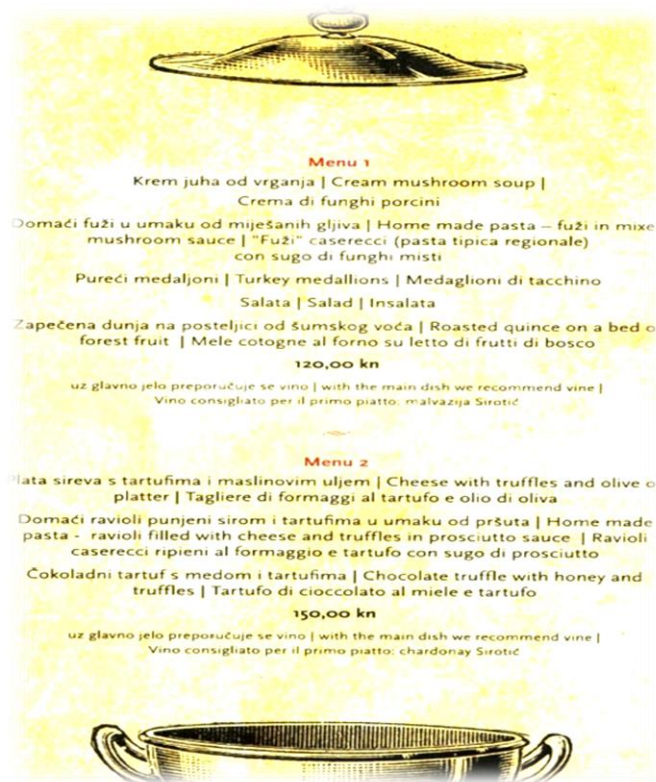 Menu 1
Krem juha od vrganja | Cream mushroom soup |
Crema di funghi porcini
Domaći fuži u umaku od miješanih gljiva | Home made pasta – fuži in mixe
mushroom sauce | "Fuži" caserecci (pasta tipica regionale)
con sugo di funghi misti
Pureći medaljoni | Turkey medallions | Medaglioni di tacchino
Salata | Salad | Insalata
Zapečena dunja na posteljici od šumskog voća | Roasted quince on a bed o
forest fruit | Mele cotogne al forno su letto di frutti di bosco
120,00 kn
uz glavno jelo preporučuje se vino | with the main dish we recommend vine |
Vino consigliato per il primo piatto: malvazija Sirotić
Menu 2
Plata sireva s tartufima i maslinovim uljem | Cheese with truffles and olive o
platter | Tagliere di formaggi al tartufo e olio di oliva
Domaći ravioli punjeni sirom i tartufima u umaku od pršuta | Home made
pasta - ravioli filled with cheese and truffles in prosciutto sauce | Ravioli
caserecci ripieni al formaggio e tartufo con sugo di prosciutto
Čokoladni tartuf s medom i tartufima | Chocolate truffle with honey and
truffles | Tartufo di cioccolato al miele e tartufo
150,00 kn
uz glavno jelo preporučuje se vino | with the main dish we recommend vine |
Vino consigliato per il primo piatto: chardonay Sirotić